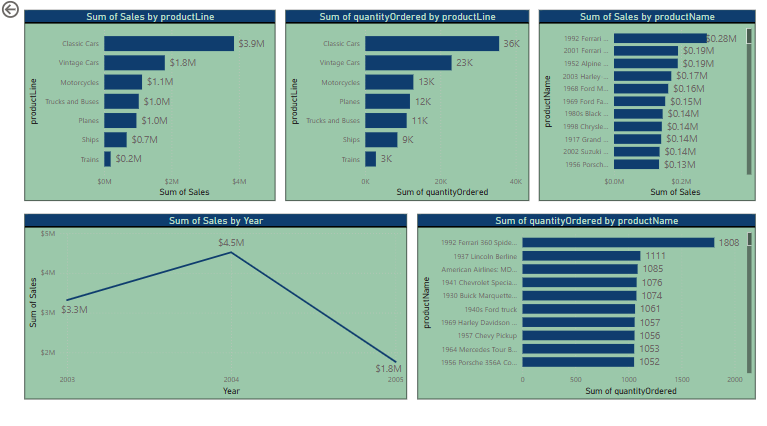 Sum of Sales by productLine
productLine
Classic Cars
$3.9M
Vintage Cars
$1.8M
Motorcycles
$1.1M
Trucks and Buses
$1.0M
Planes
$1.0M
Ships
$0.7M
Trains
$0.2M
$0M $2M $4M
Sum of Sales
Sum of quantityOrdered by productLine
productLine
Classic Cars
36K
Vintage Cars
23K
Motorcycles
13K
Planes
12K
Trucks and Buses
11K
Ships
9K
Trains
3K
0K 20K 40K
Sum of quantityOrdered
Sum of Sales by productName
productName
1992 Ferrari ...
$0.28M
2001 Ferrari ...
$0.19M
1952 Alpine ...
$0.19M
2003 Harley ...
$0.17M
1968 Ford M...
$0.16M
1969 Ford Fa...
$0.15M
1980s Black ...
$0.14M
1998 Chrysle...
$0.14M
1917 Grand ...
$0.14M
2002 Suzuki ...
$0.14M
1956 Porsch...
$0.13M
$0.0M $0.2M
Sum of Sales
Sum of Sales by Year
Sum of Sales
$5M
$4M
$3M
$2M
$3.3M
$4.5M
$1.8M
2003 2004 2005
Year
Sum of quantityOrdered by productName
productName
1992 Ferrari 360 Spide...
1808
1937 Lincoln Berline
1111
American Airlines: MD...
1085
1941 Chevrolet Specia...
1076
1930 Buick Marquette...
1074
1940s Ford truck
1061
1969 Harley Davidson ...
1057
1957 Chevy Pickup
1056
1964 Mercedes Tour B...
1053
1956 Porsche 356A Co...
1052
0 500 1000 1500 2000
Sum of quantityOrdered